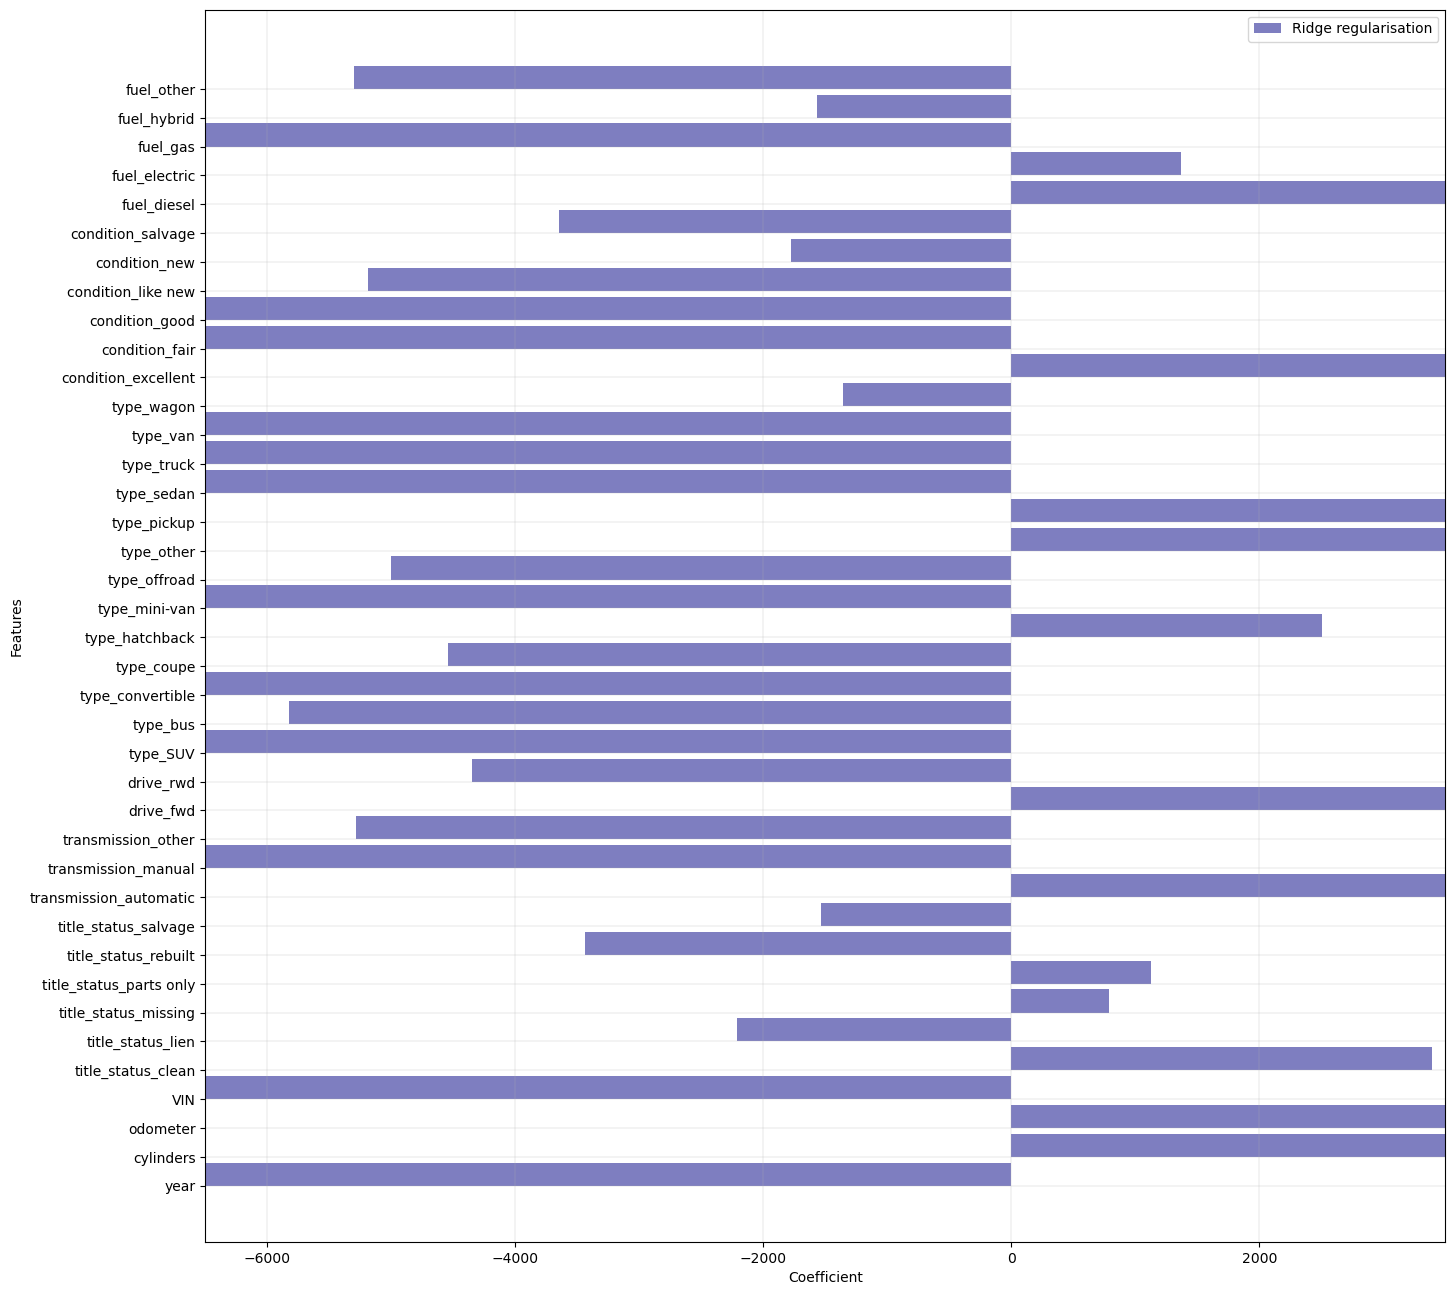 Ridge regularisation
fuel_other
fuel_hybrid
fuel_gas
fuel_electric
fuel_diesel
condition_salvage
condition_new
condition_like new
condition_good
condition_fair
condition_excellent
type_wagon
type_van
type_truck
type_sedan
type_pickup
type_other
type_offroad
type_mini-van
type_hatchback
type_coupe
type_convertible
type_bus
type_SUV
drive_rwd
drive_fwd
transmission_other
transmission_manual
transmission_automatic
title_status_salvage
title_status_rebuilt
title_status_parts only
title_status_missing
title_status_lien
title_status_clean
VIN
odometer
cylinders
year
Features
−6000 −4000 −2000 0 2000
Coefficient